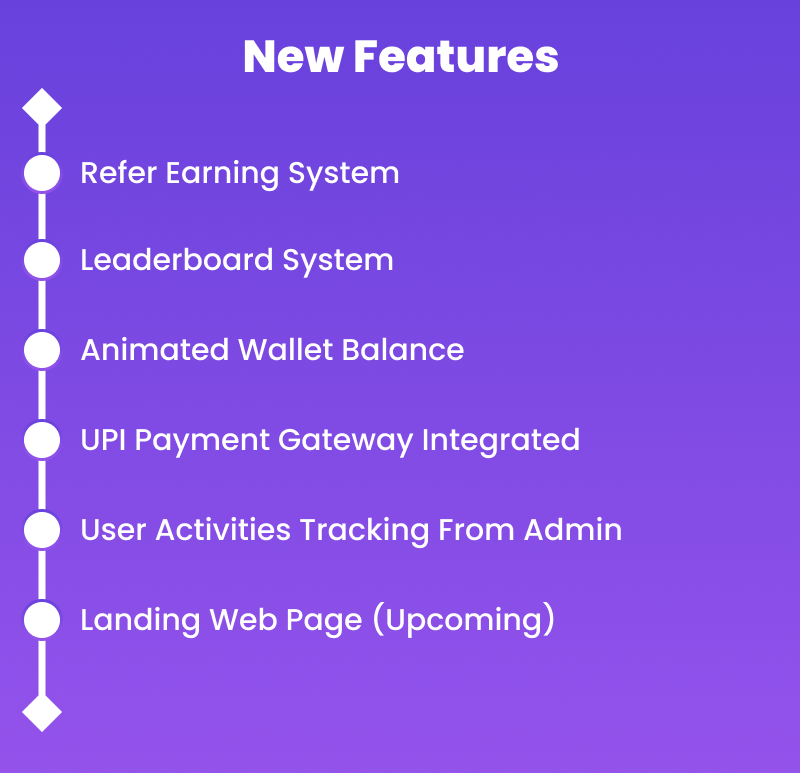 New Features
Refer Earning System
Leaderboard System
Animated Wallet Balance
UPI Payment Gateway Integrated
User Activities Tracking From Admin
Landing Web Page (Upcoming)